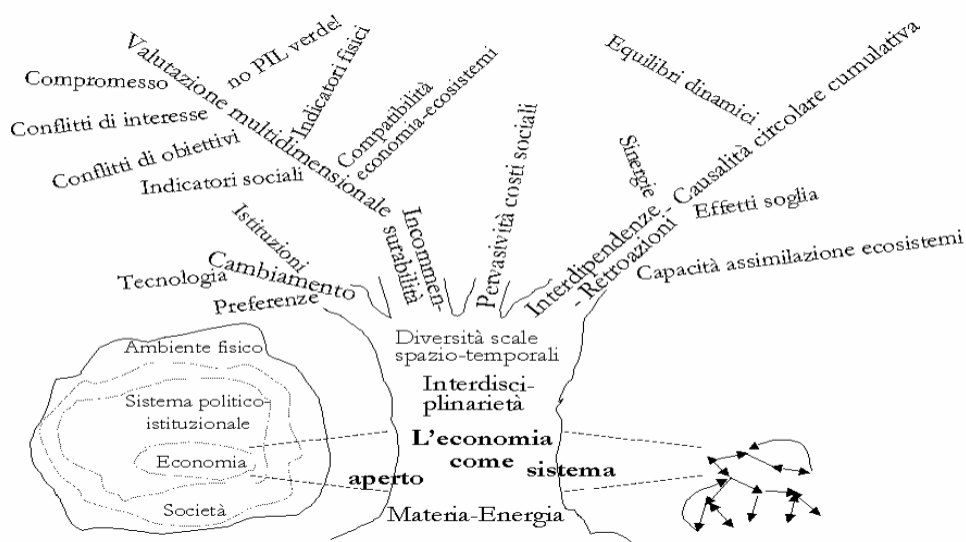 Valutazione multidimensionale
no PIL verde!
Indicatori fisici
Compromesso
Conflitti di interesse
Conflitti di obiettivi
Indicatori sociali
Compatibilità
economia-ecosistemi
Incommen-
surabilità
Istituzioni
Cambiamento
Tecnologia
Preferenze
Pervasività costi sociali
Equilibri dinamici
Sinergie
Interdipendenze - Causalità circolare cumulativa
- Retroazioni
Effetti soglia
Capacità assimilazione ecosistemi
Diversità scale
spazio-temporali
Interdisci-
plinarietà
L'economia
come
aperto
sistema
Materia-Energia
Ambiente fisico
Sistema politico-
istituzionale
Economia
Società